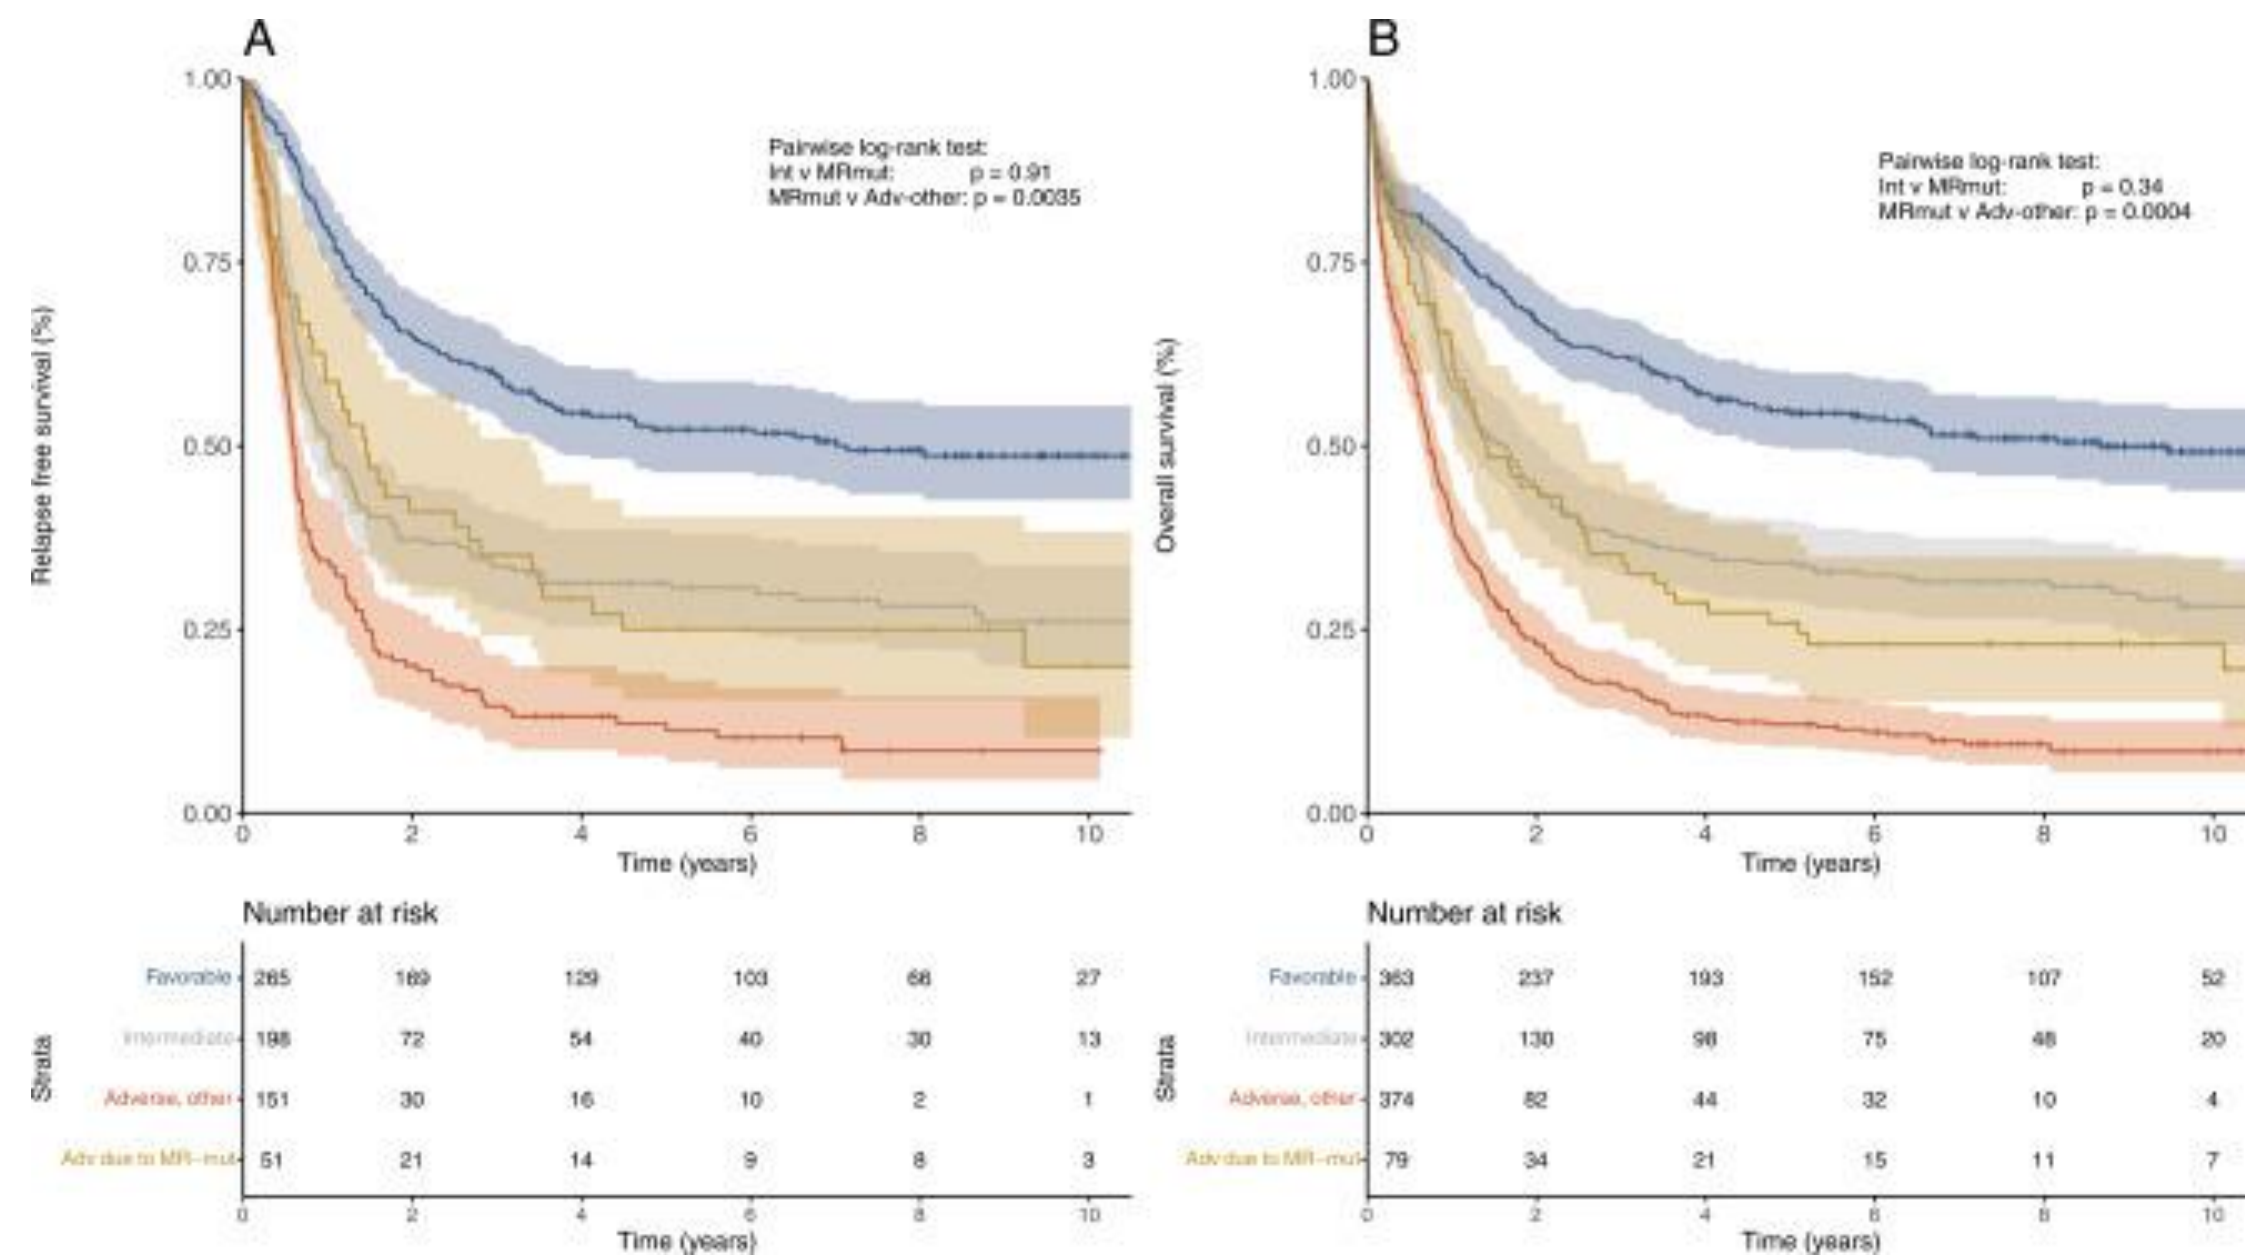 A
Relapse free survival (%)
1.00
0.75
0.50
0.25
0.00
Pairwise log-rank test:
Int v MRmut: p = 0.91
MRmut v Adv-other: p = 0.0035
0 2 4 6 8 10
Time (years)
Number at risk
Strata
Favorable 265 169 129 103 66 27
Intermediate 198 72 54 40 30 13
Adverse, other 151 30 16 10 2 1
Adv due to MR-mut 51 21 14 9 8 3
0 2 4 6 8 10
Time (years)
B
Overall survival (%)
1.00
0.75
0.50
0.25
0.00
Pairwise log-rank test:
Int v MRmut: p = 0.34
MRmut v Adv-other: p = 0.0004
0 2 4 6 8 10
Time (years)
Number at risk
Strata
Favorable 363 237 193 152 107 52
Intermediate 302 130 98 75 48 20
Adverse, other 374 82 44 32 10 4
Adv due to MR-mut 79 34 21 15 11 7
0 2 4 6 8 10
Time (years)